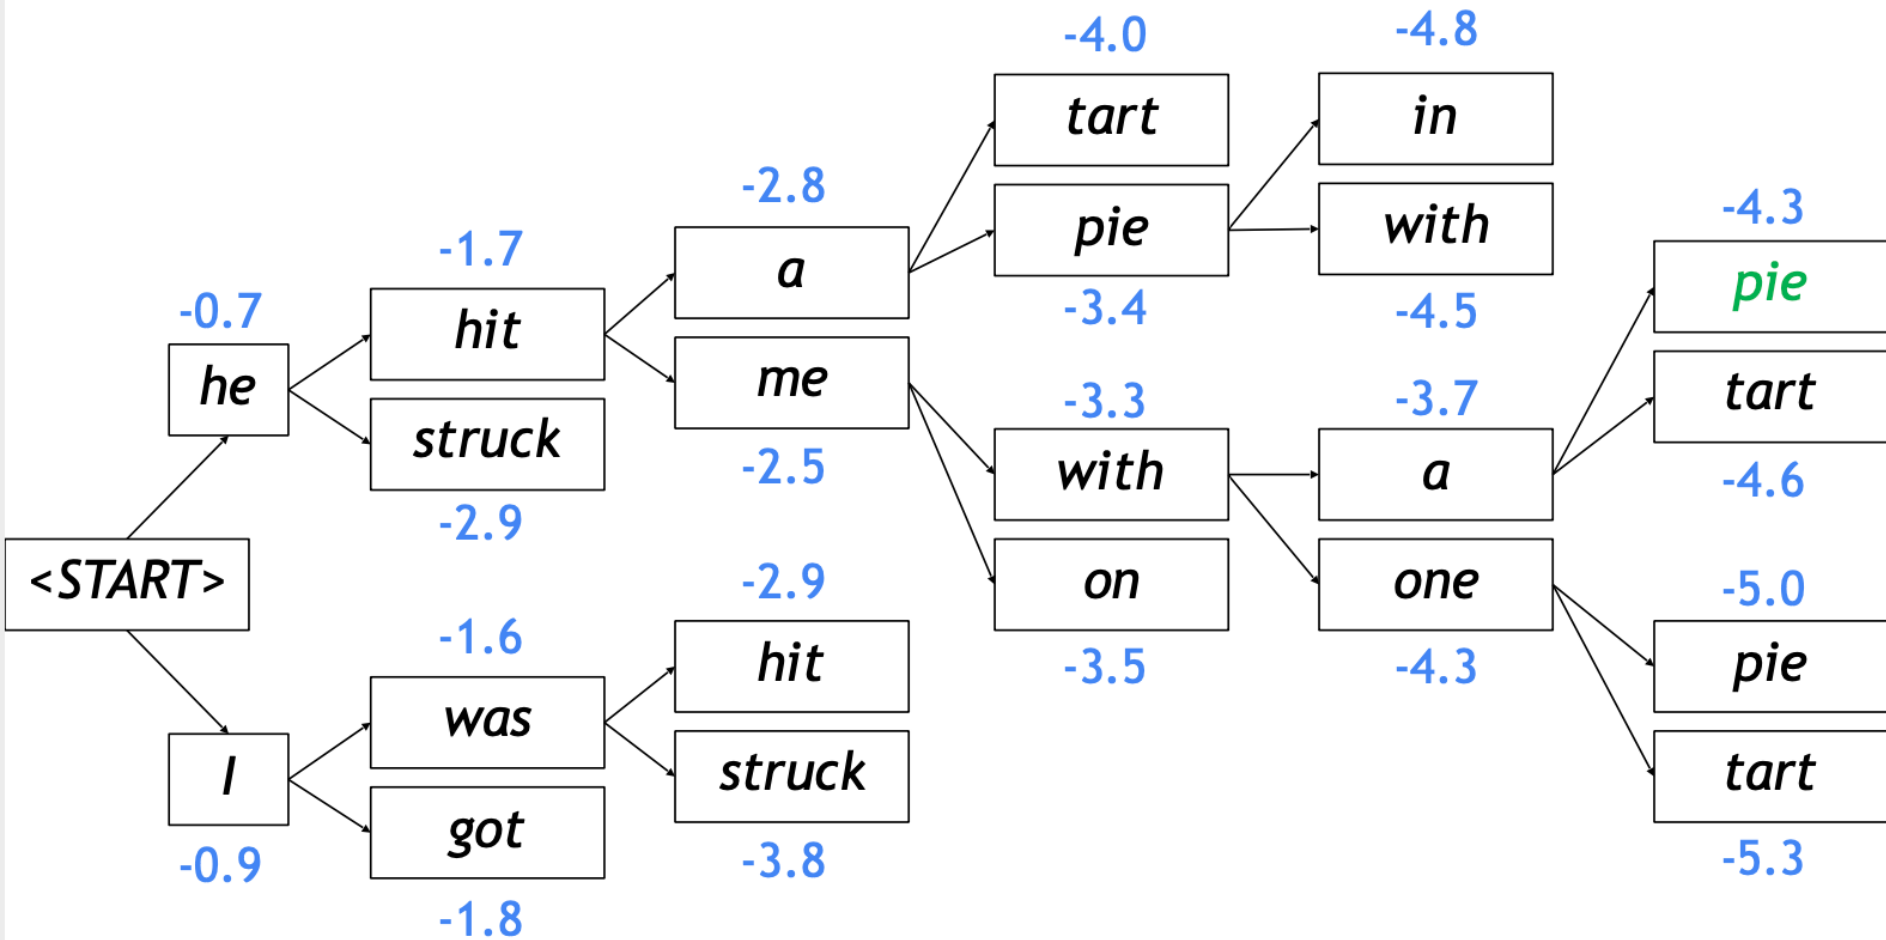 <START>
-0.7
he
I
-0.9
-1.7
hit
struck
-2.9
-1.6
was
got
-1.8
-2.8
a
me
-2.5
-2.9
hit
struck
-3.8
-4.0
tart
pie
-3.4
-3.3
with
on
-3.5
-4.8
in
with
-4.5
-3.7
a
one
-4.3
-4.3
pie
tart
-4.6
-5.0
pie
tart
-5.3